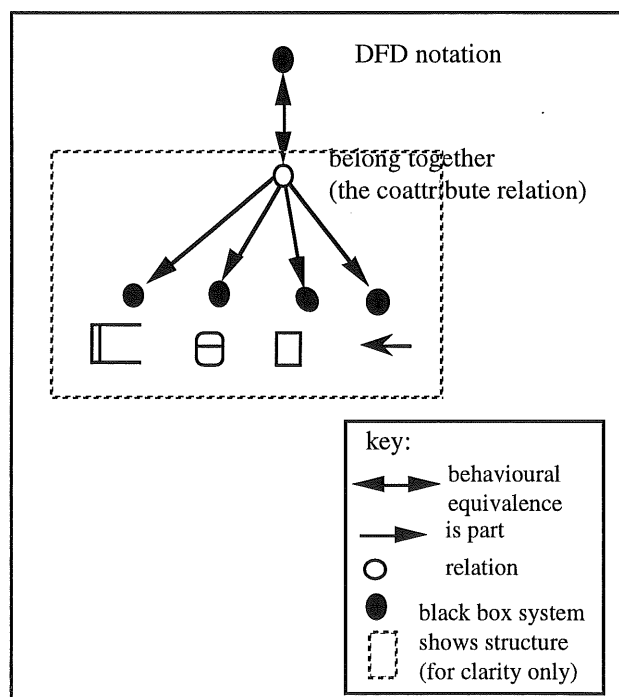 DFD notation
belong together
(the coattribute relation)
key:
behavioural
equivalence
is part
relation
black box system
shows structure
(for clarity only)